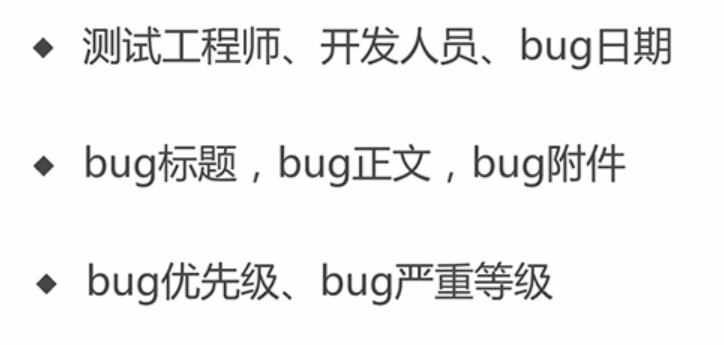 ◆ 测试工程师、开发人员、bug日期
◆ bug标题，bug正文，bug附件
◆ bug优先级、bug严重等级